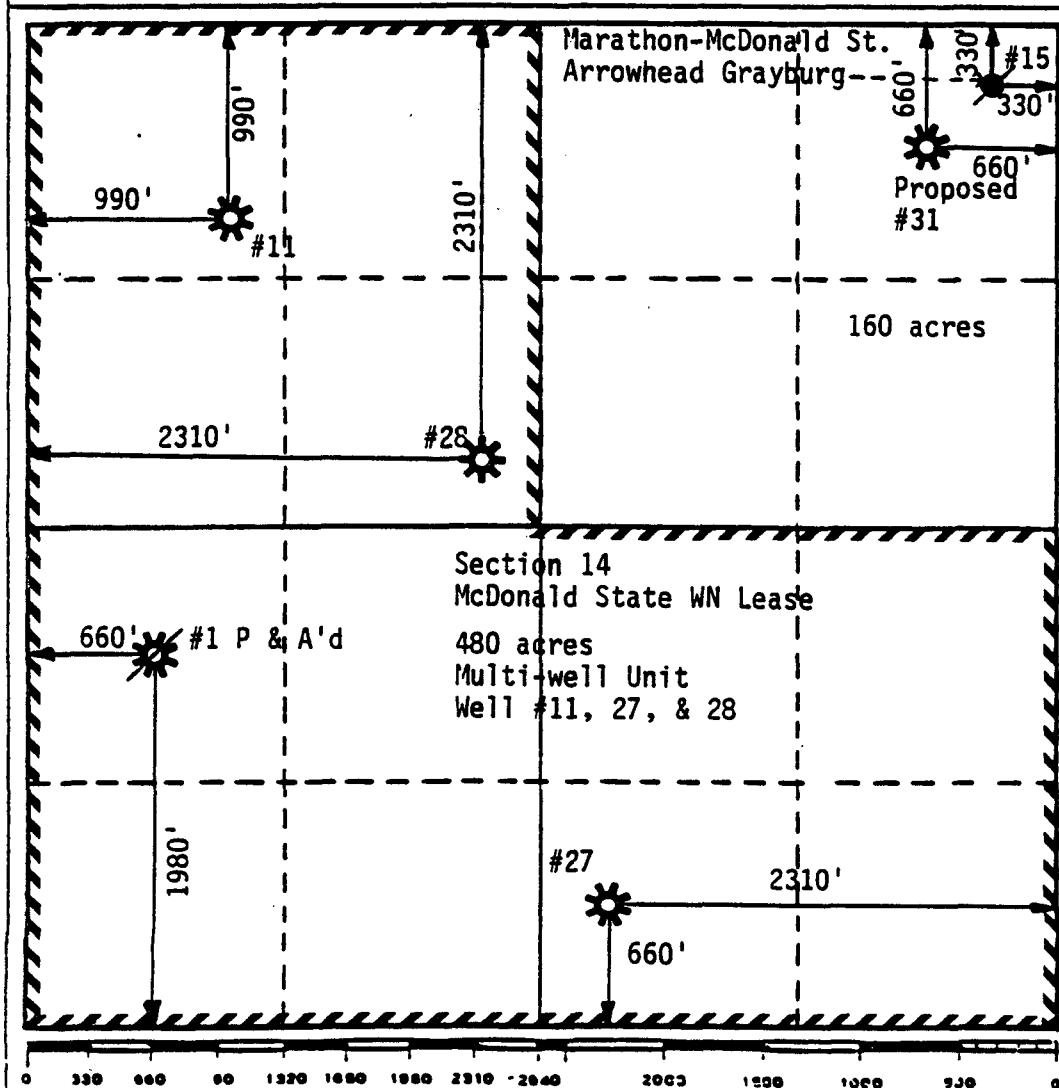 Marathon-McDonald St.
Arrowhead Grayburg--
330'
#15
660'
330'
990'
660'
Proposed
#31
990'
#11
2310'
160 acres
2310'
#28
Section 14
McDonald State WN Lease
660'
#1 P & A'd
480 acres
Multi-well Unit
Well #11, 27, & 28
1980'
#27
2310'
660'
0 330 660 90 1320 1650 1980 2310 2640 2000 1500 1000 0